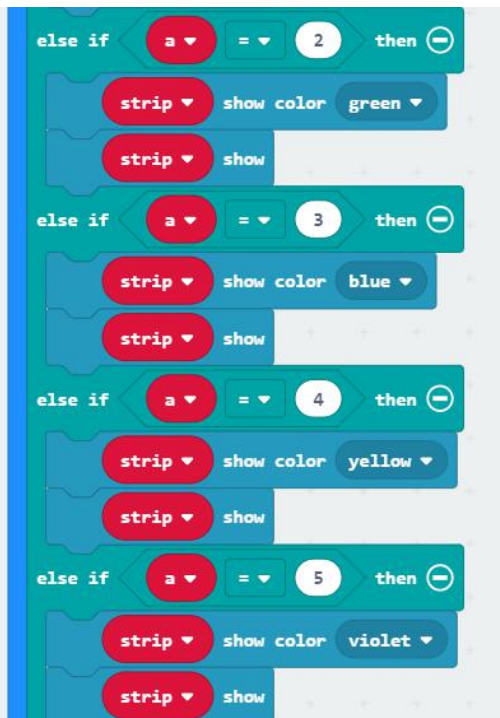 else if a = 2 then
strip show color green
strip show
else if a = 3 then
strip show color blue
strip show
else if a = 4 then
strip show color yellow
strip show
else if a = 5 then
strip show color violet
strip show